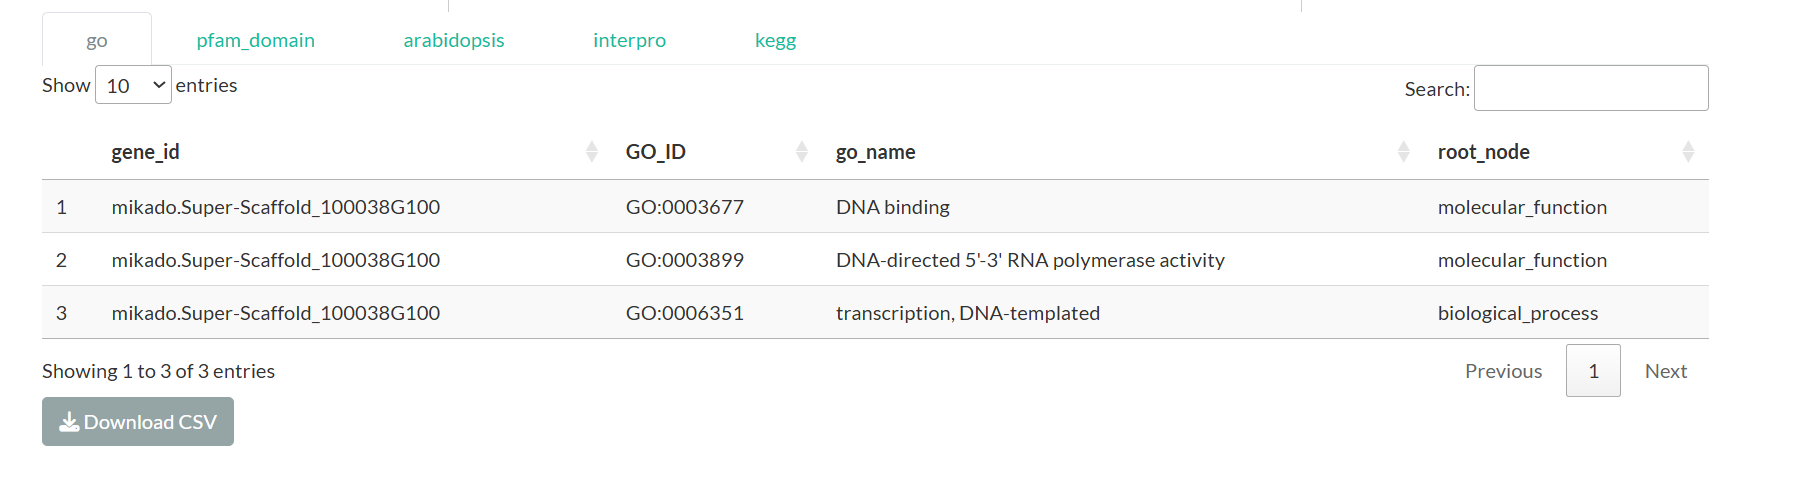 go pfam_domain arabidopsis interpro kegg
Show 10 entries Search:
gene_id GO_ID go_name root_node
1 mikado.Super-Scaffold_100038G100 GO:0003677 DNA binding molecular_function
2 mikado.Super-Scaffold_100038G100 GO:0003899 DNA-directed 5'-3' RNA polymerase activity molecular_function
3 mikado.Super-Scaffold_100038G100 GO:0006351 transcription, DNA-templated biological_process
Showing 1 to 3 of 3 entries Previous 1 Next
Download CSV